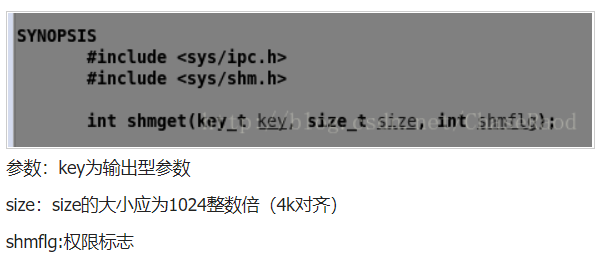 SYNOPSIS
#include <sys/ipc.h>
#include <sys/shm.h>
int shmget(key_t key, size_t size, int shmflg);
参数：key为输出型参数
size：size的大小应为1024整数倍（4k对齐）
shmflg:权限标志